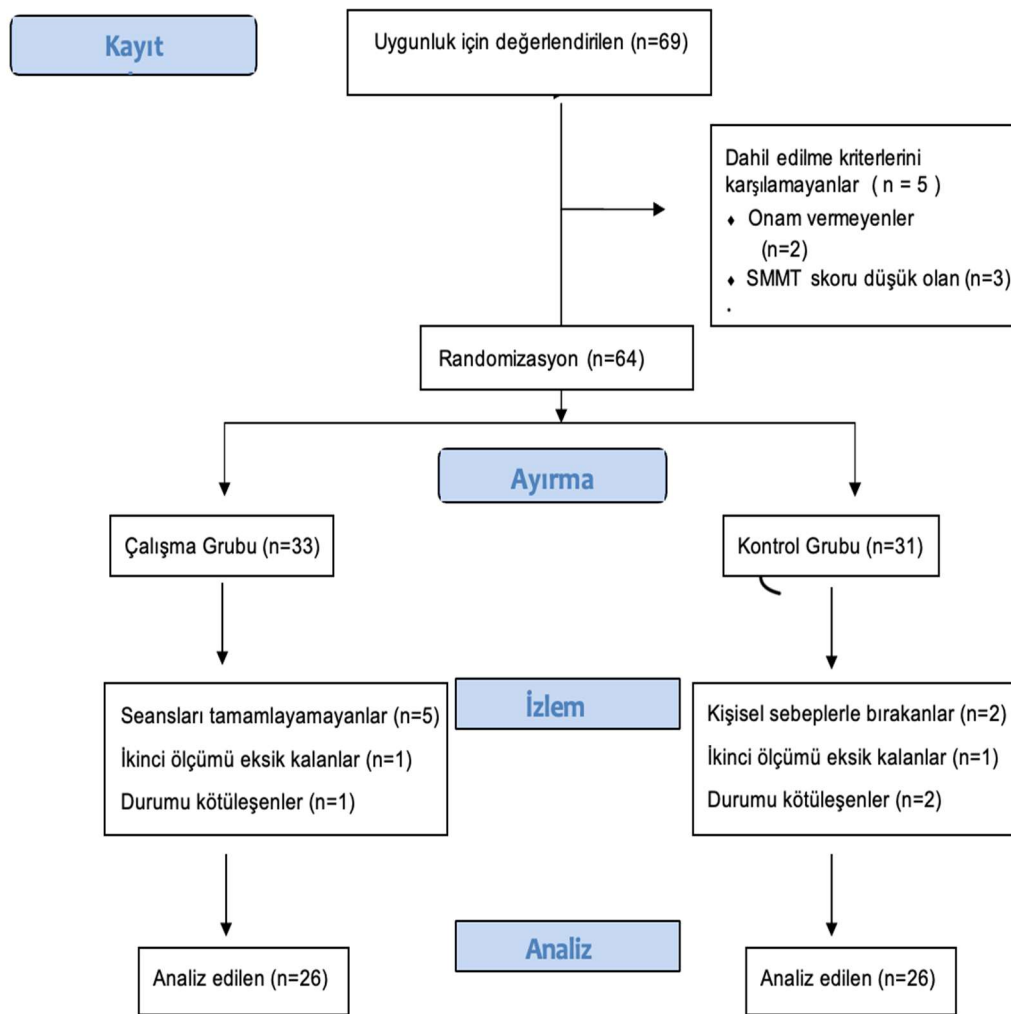 Kayıt
Uygunluk için değerlendirilen (n=69)
Dahil edilme kriterlerini
karşılamayanlar ( n = 5 )
♦ Onam vermeyenler
(n=2)
♦ SMMT skoru düşük olan (n=3)
.
Randomizasyon (n=64)
Ayırma
Çalışma Grubu (n=33)
Kontrol Grubu (n=31)
İzlem
Seansları tamamlayamayanlar (n=5)
İkinci ölçümü eksik kalanlar (n=1)
Durumu kötüleşenler (n=1)
Kişisel sebeplerle bırakanlar (n=2)
İkinci ölçümü eksik kalanlar (n=1)
Durumu kötüleşenler (n=2)
Analiz
Analiz edilen (n=26)
Analiz edilen (n=26)